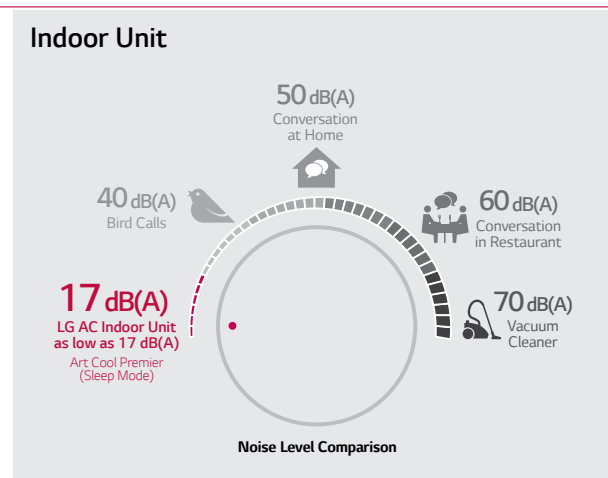 Indoor Unit
50 dB(A)
Conversation
at Home
40 dB(A)
Bird Calls
60 dB(A)
Conversation
in Restaurant
17 dB(A)
LG AC Indoor Unit
as low as 17 dB(A)
Art Cool Premier
(Sleep Mode)
70 dB(A)
Vacuum
Cleaner
Noise Level Comparison